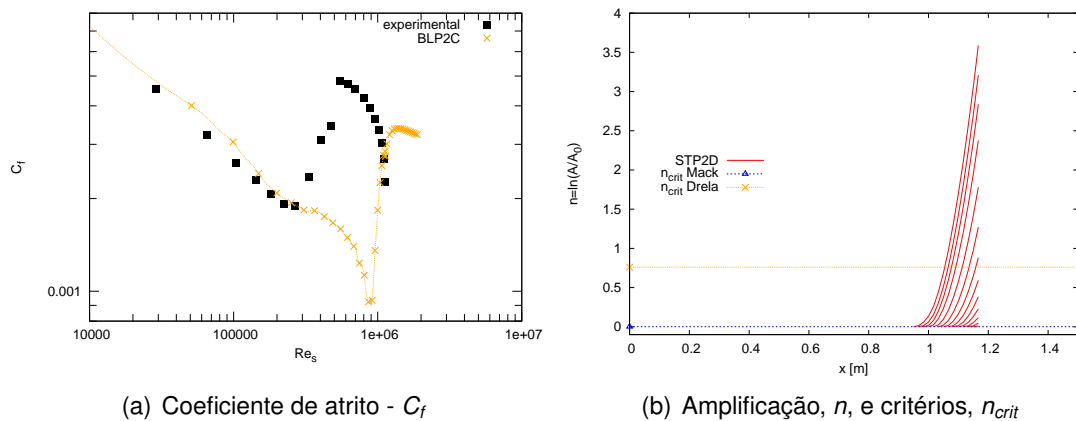 experimental
BLP2C
C_f
0.001
10000
100000
1e+06
1e+07
Re_s
(a) Coeficiente de atrito - C_f
4
3.5
3
2.5
2
1.5
1
0.5
0
n=ln(A/A_0)
STP2D
n_crit Mack
n_crit Drela
0
0.2
0.4
0.6
0.8
1
1.2
1.4
x [m]
(b) Amplificação, n, e critérios, n_crit